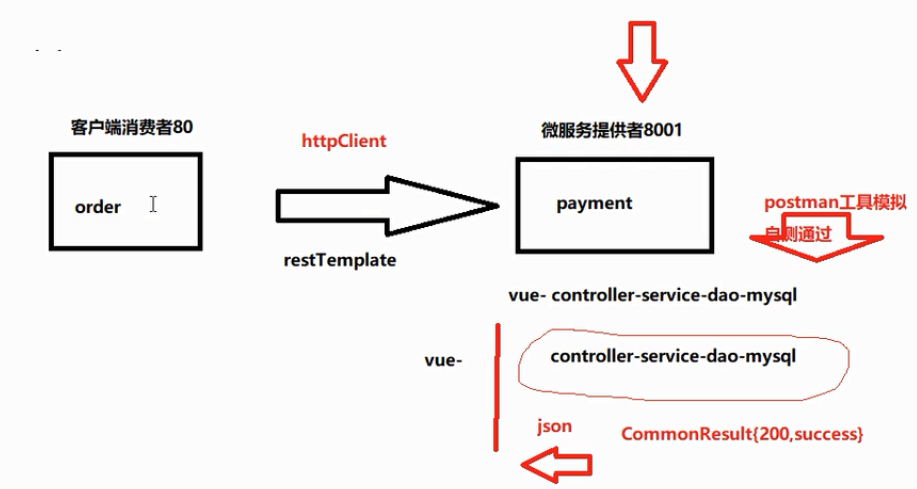 客户端消费者80
httpClient
微服务提供者8001
order
payment
postman工具模拟
自测通过
restTemplate
vue- controller-service-dao-mysql
vue-
controller-service-dao-mysql
json
CommonResult{200,success}